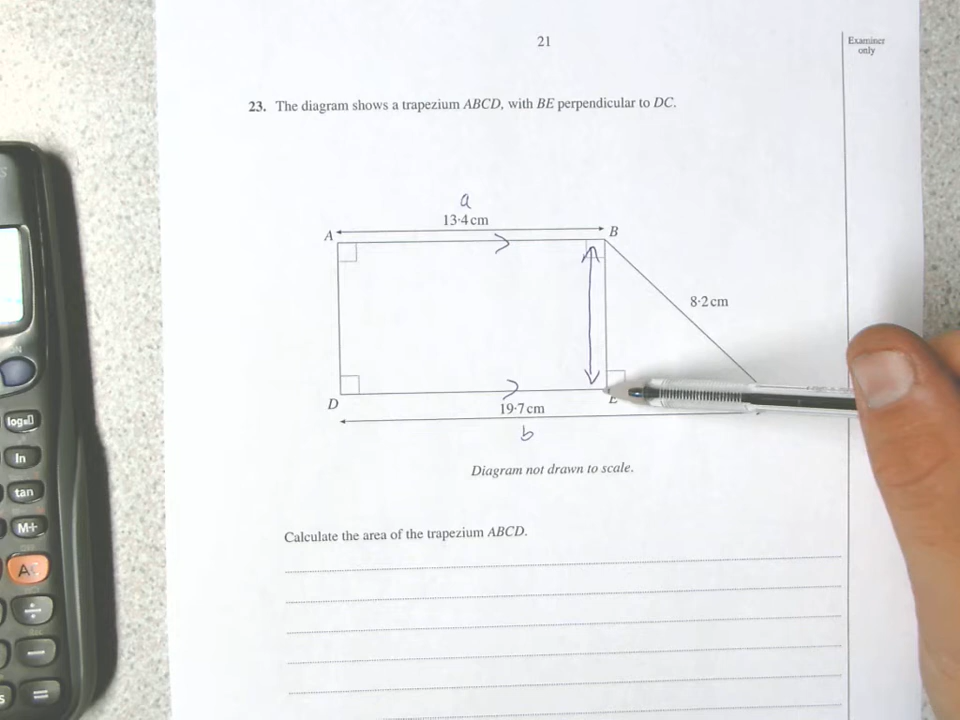 21
Examiner
only
23. The diagram shows a trapezium ABCD, with BE perpendicular to DC.
a
13·4 cm
A
B
8·2 cm
D
E
19·7 cm
b
Diagram not drawn to scale.
Calculate the area of the trapezium ABCD.
log
ln
tan
M+
÷
−
=